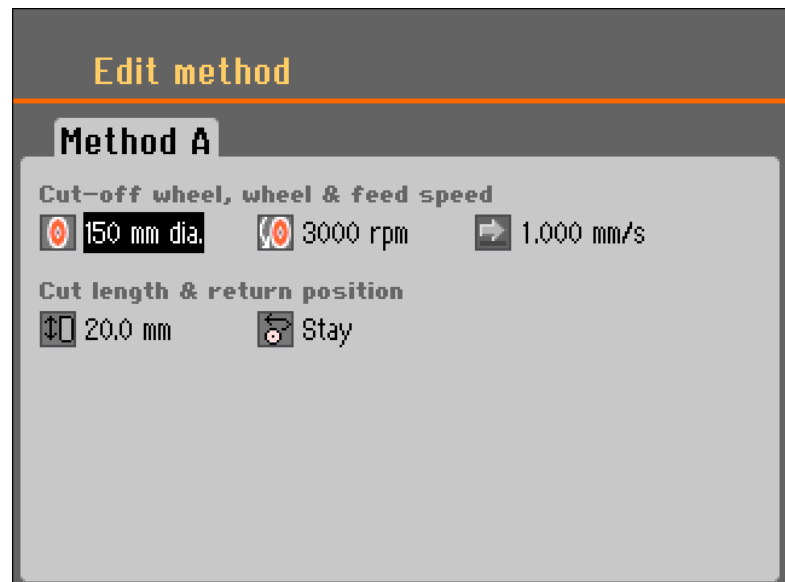 Edit method
Method A
Cut-off wheel, wheel & feed speed
150 mm dia. 3000 rpm 1.000 mm/s
Cut length & return position
20.0 mm Stay